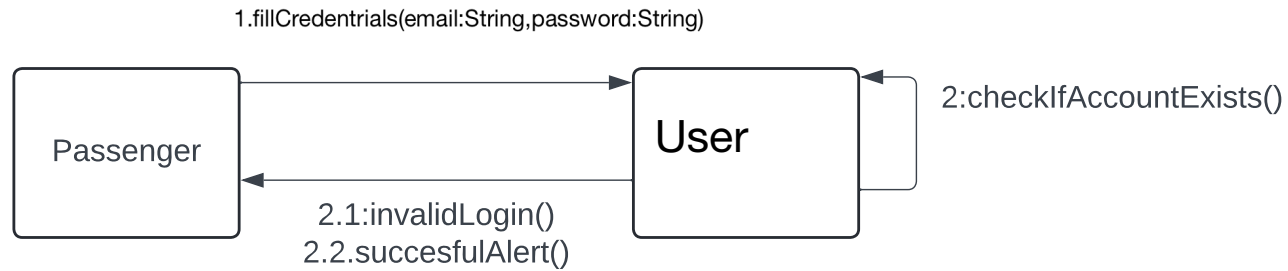 1.fillCredentrials(email:String,password:String)
Passenger
User
2:checkIfAccountExists()
2.1:invalidLogin()
2.2.succesfulAlert()